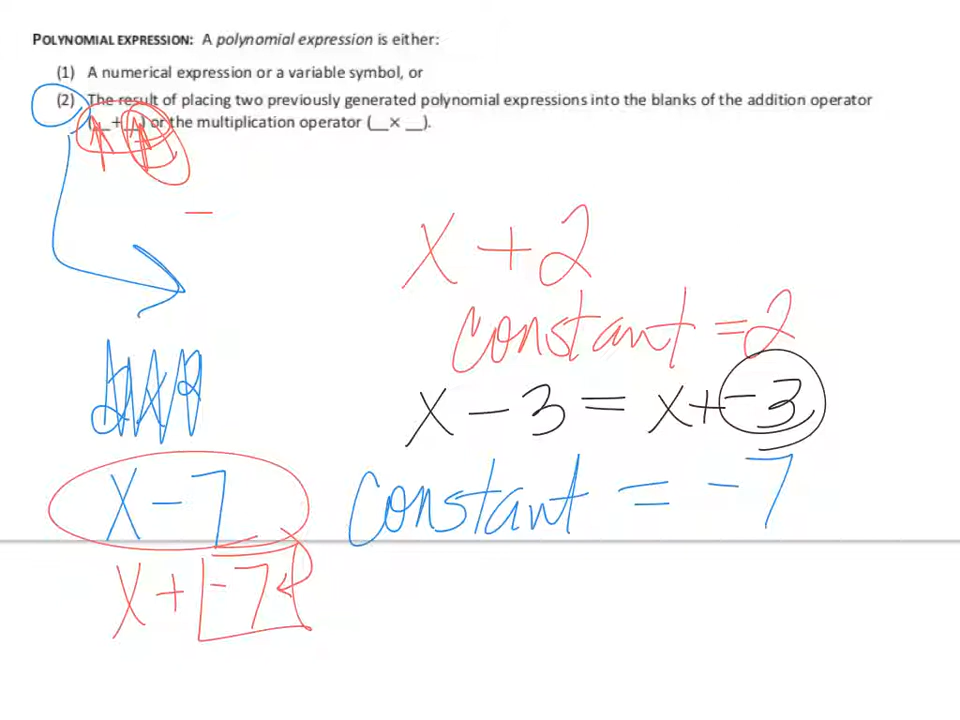 POLYNOMIAL EXPRESSION: A polynomial expression is either:
(1) A numerical expression or a variable symbol, or
(2) The result of placing two previously generated polynomial expressions into the blanks of the addition operator
(__+__) or the multiplication operator (__× __).
x + 2
constant = 2
x - 3 = x + -3
x - 7 constant = -7
x + -7